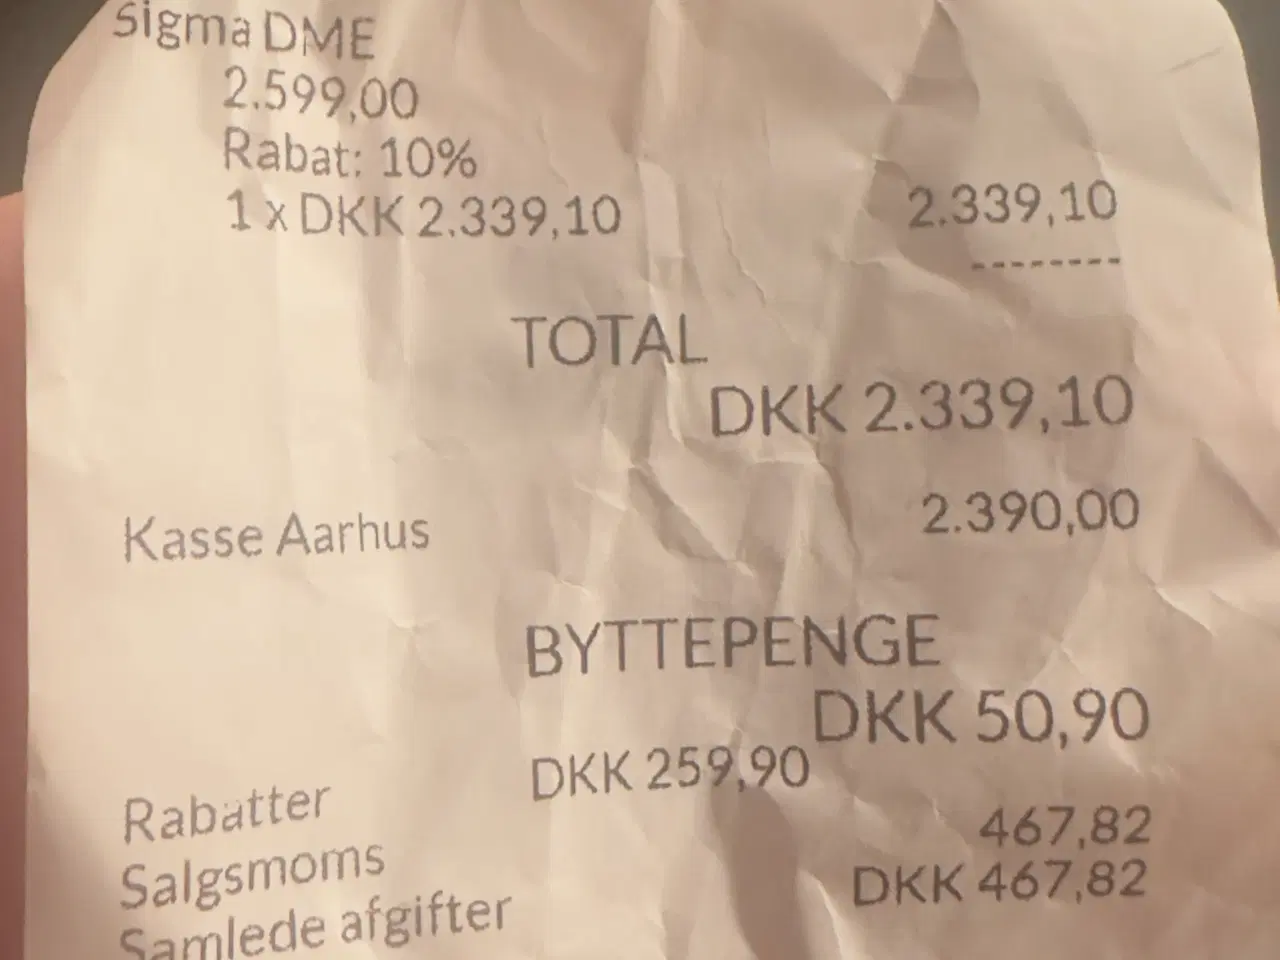 Sigma DME
2.599,00
Rabat: 10%
1 x DKK 2.339,10 2.339,10
--------
TOTAL
DKK 2.339,10
Kasse Aarhus 2.390,00
BYTTEPENGE
DKK 50,90
Rabatter DKK 259,90
Salgsmoms 467,82
Samlede afgifter DKK 467,82